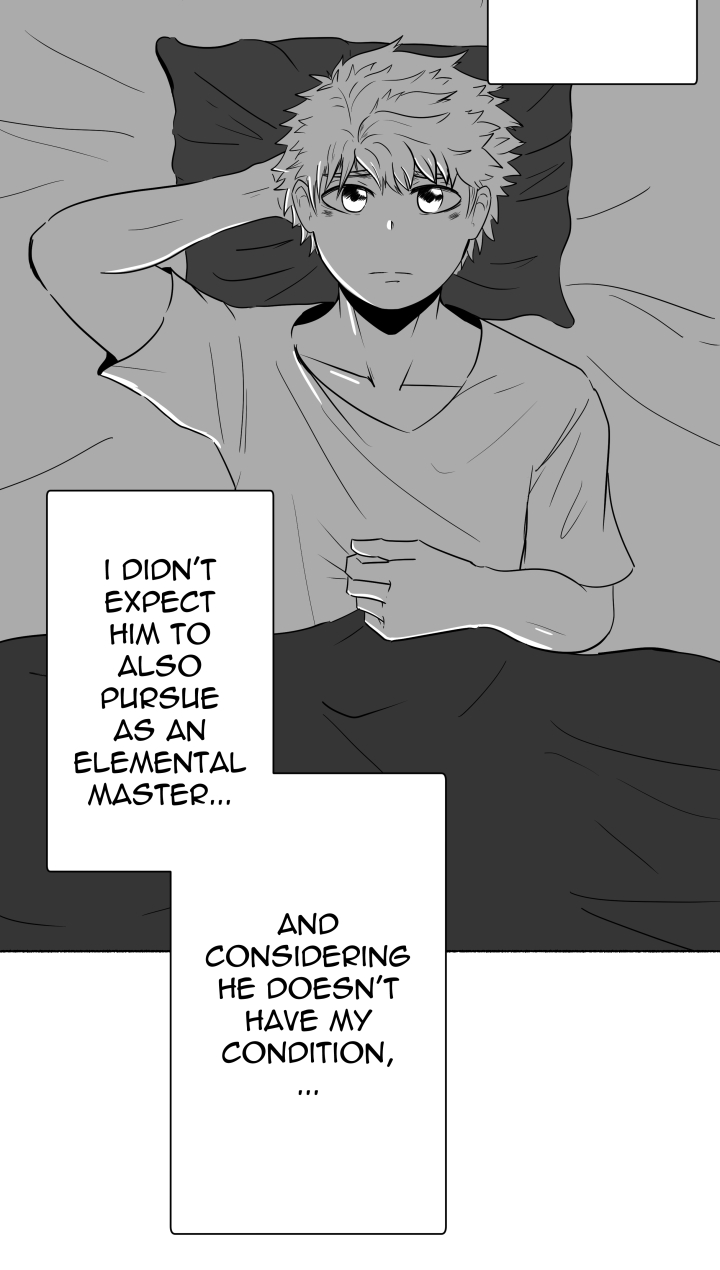 I DIDN'T
EXPECT
HIM TO
ALSO
PURSUE
AS AN
ELEMENTAL
MASTER...
AND
CONSIDERING
HE DOESN'T
HAVE MY
CONDITION,
...